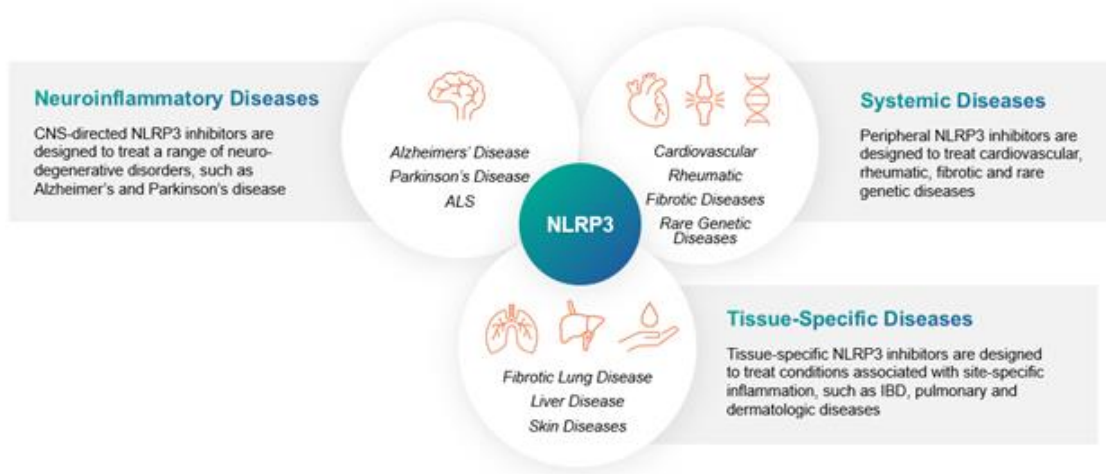 Neuroinflammatory Diseases
CNS-directed NLRP3 inhibitors are
designed to treat a range of neuro-
degenerative disorders, such as
Alzheimer's and Parkinson's disease
Alzheimers' Disease
Parkinson's Disease
ALS
NLRP3
Cardiovascular
Rheumatic
Fibrotic Diseases
Rare Genetic
Diseases
Systemic Diseases
Peripheral NLRP3 inhibitors are
designed to treat cardiovascular,
rheumatic, fibrotic and rare
genetic diseases
Fibrotic Lung Disease
Liver Disease
Skin Diseases
Tissue-Specific Diseases
Tissue-specific NLRP3 inhibitors are designed
to treat conditions associated with site-specific
inflammation, such as IBD, pulmonary and
dermatologic diseases